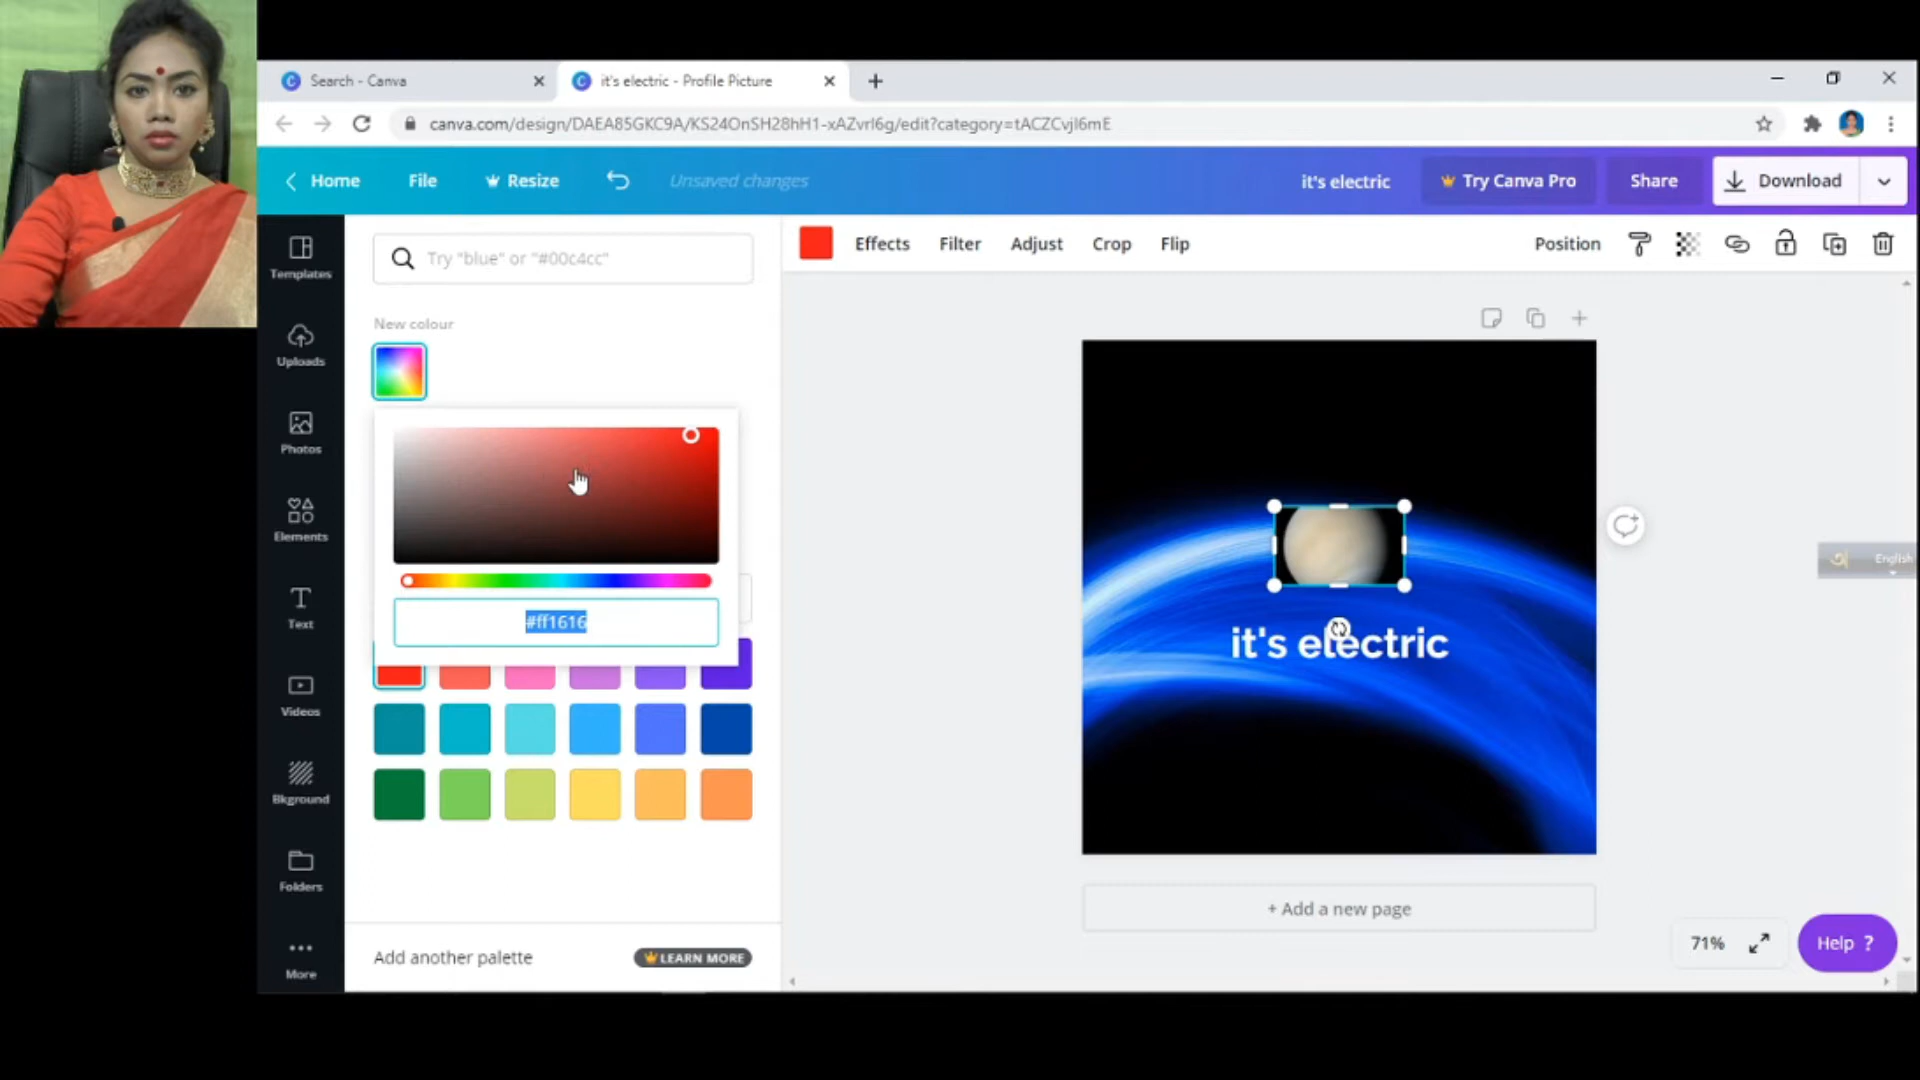 Search - Canva
it's electric - Profile Picture
canva.com/design/DAEA85GKC9A/KS24OnSH28hH1-xAZvrl6g/edit?category=tACZCvjl6mE
Home
File
Resize
Unsaved changes
it's electric
Try Canva Pro
Share
Download
Templates
Uploads
Photos
Elements
Text
Videos
Bkground
Folders
More
Try "blue" or "#00c4cc"
New colour
#ff1616
Add another palette
LEARN MORE
Effects
Filter
Adjust
Crop
Flip
Position
it's electric
English
+ Add a new page
71%
Help ?